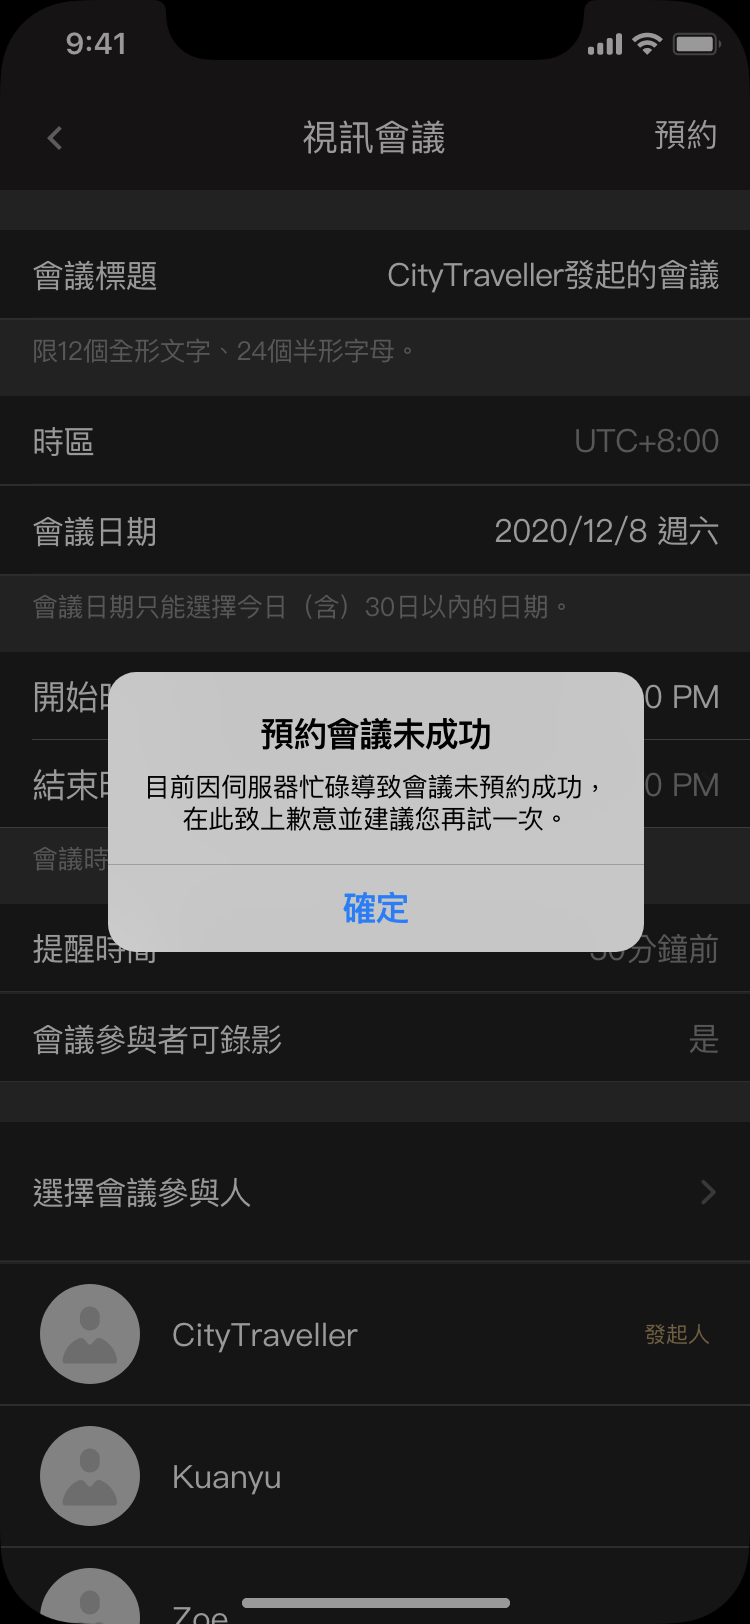 9:41
視訊會議
預約
會議標題
CityTraveller發起的會議
限12個全形文字、24個半形字母。
時區
UTC+8:00
會議日期
2020/12/8 週六
會議日期只能選擇今日（含）30日以內的日期。
開始時
0 PM
結束時
0 PM
會議時
預約會議未成功
目前因伺服器忙碌導致會議未預約成功，
在此致上歉意並建議您再試一次。
確定
提醒時間
30分鐘前
會議參與者可錄影
是
選擇會議參與人
CityTraveller
發起人
Kuanyu
Zoe